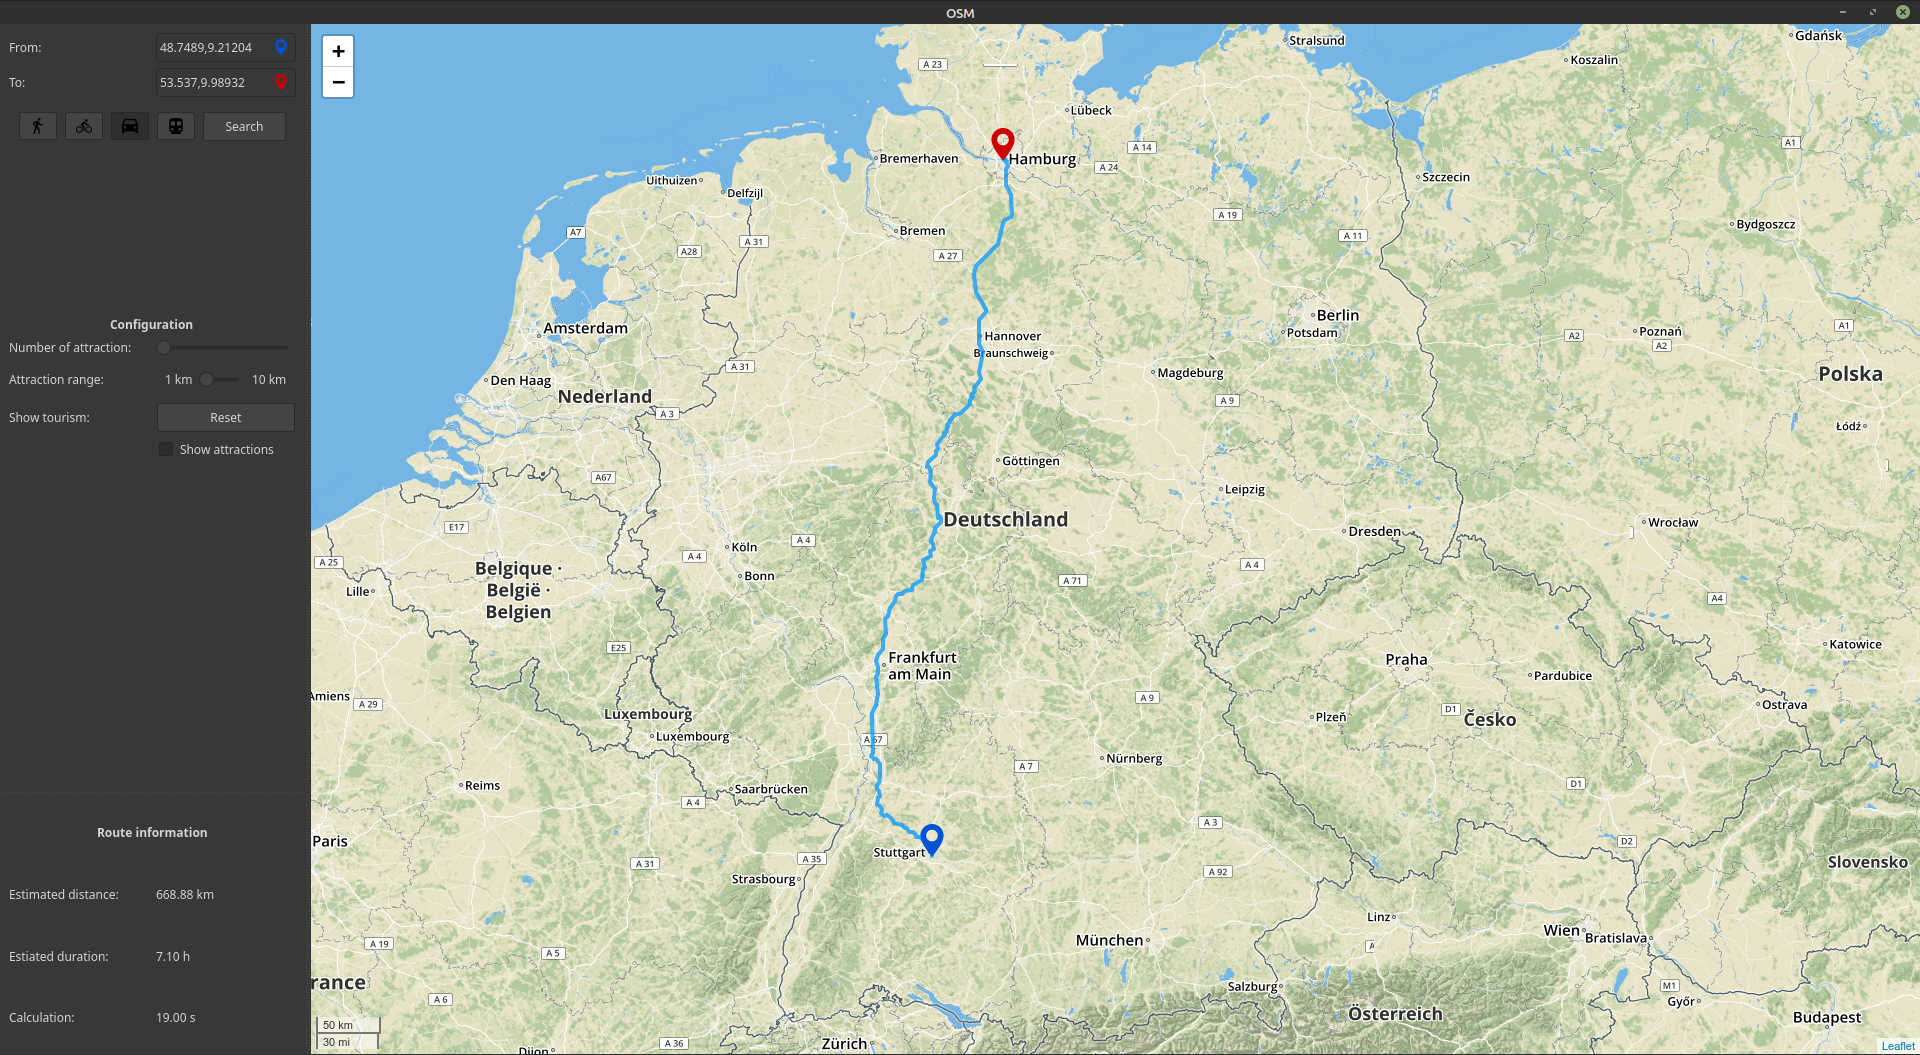 OSM
From:
48.7489,9.21204
To:
53.537,9.98932
Search
Configuration
Number of attraction:
Attraction range:
1 km
10 km
Show tourism:
Reset
Show attractions
Route information
Estimated distance:
668.88 km
Estiated duration:
7.10 h
Calculation:
19.00 s
+
−
Stralsund
Gdańsk
Koszalin
A 23
Lübeck
Hamburg
A 14
A1
Bremerhaven
A 24
Uithuizen
Delfzijl
Szczecin
A 19
Bydgoszcz
A7
Bremen
A 11
A 31
A28
A 27
Amsterdam
Berlin
Hannover
Potsdam
Poznań
A1
A2
A2
Braunschweig
A 31
Magdeburg
Polska
Den Haag
Nederland
A 3
A 9
Łódź
Göttingen
A67
Leipzig
E17
Deutschland
Wrocław
Dresden
Köln
A 4
A 4
A 25
A 4
Bonn
A 71
Belgique ·
België ·
Belgien
Lille
A4
E25
Katowice
Frankfurt
am Main
Praha
Pardubice
Amiens
A 29
A 9
D1
Ostrava
Luxembourg
Plzeň
Česko
Luxembourg
A 67
Nürnberg
A 7
Reims
Saarbrücken
D1
A 4
A 3
Paris
D2
Stuttgart
A 35
A 31
Slovensko
Strasbourg
A 92
Linz
Wien
Bratislava
München
A
A 19
A 5
rance
Salzburg
M1
A 6
Győr
Österreich
Budapest
50 km
30 mi
Zürich
A 36
Dijon
Leaflet